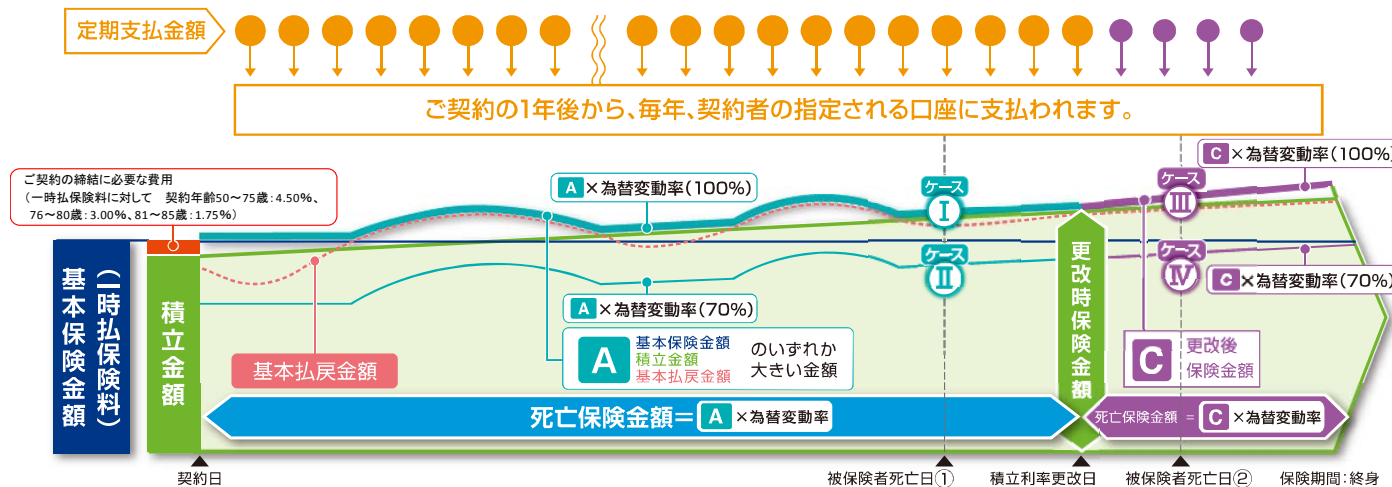 定期支払金額
ご契約の1年後から、毎年、契約者の指定される口座に支払われます。
ご契約の締結に必要な費用
(一時払保険料に対して 契約年齢50〜75歳:4.50%、
76〜80歳:3.00%、81〜85歳:1.75%)
A×為替変動率(100%)
C×為替変動率(100%)
ケース
I
ケース
III
ケース
II
ケース
IV
A×為替変動率(70%)
C×為替変動率(70%)
基本保険金額
(一時払保険料)
積立金額
基本払戻金額
A
基本保険金額
積立金額
基本払戻金額
のいずれか
大きい金額
更改時保険金額
C
更改後
保険金額
死亡保険金額=A×為替変動率
死亡保険金額=C×為替変動率
契約日
被保険者死亡日①
積立利率更改日
被保険者死亡日②
保険期間:終身